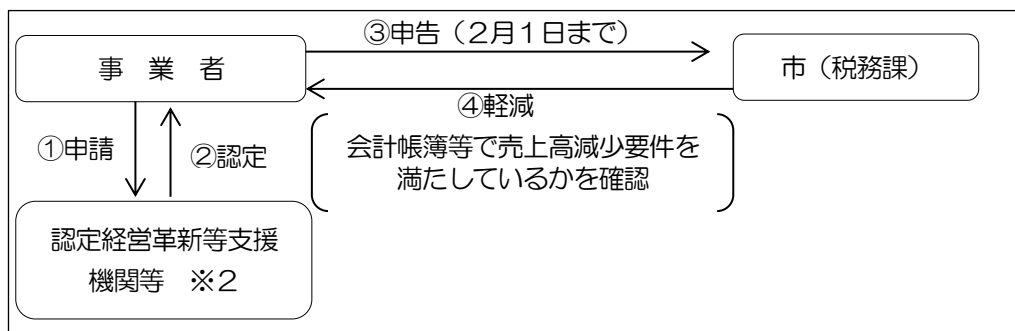 ③申告（２月１日まで）
事　業　者
市（税務課）
④軽減
会計帳簿等で売上高減少要件を
満たしているかを確認
①申請
②認定
認定経営革新等支援
機関等　※２